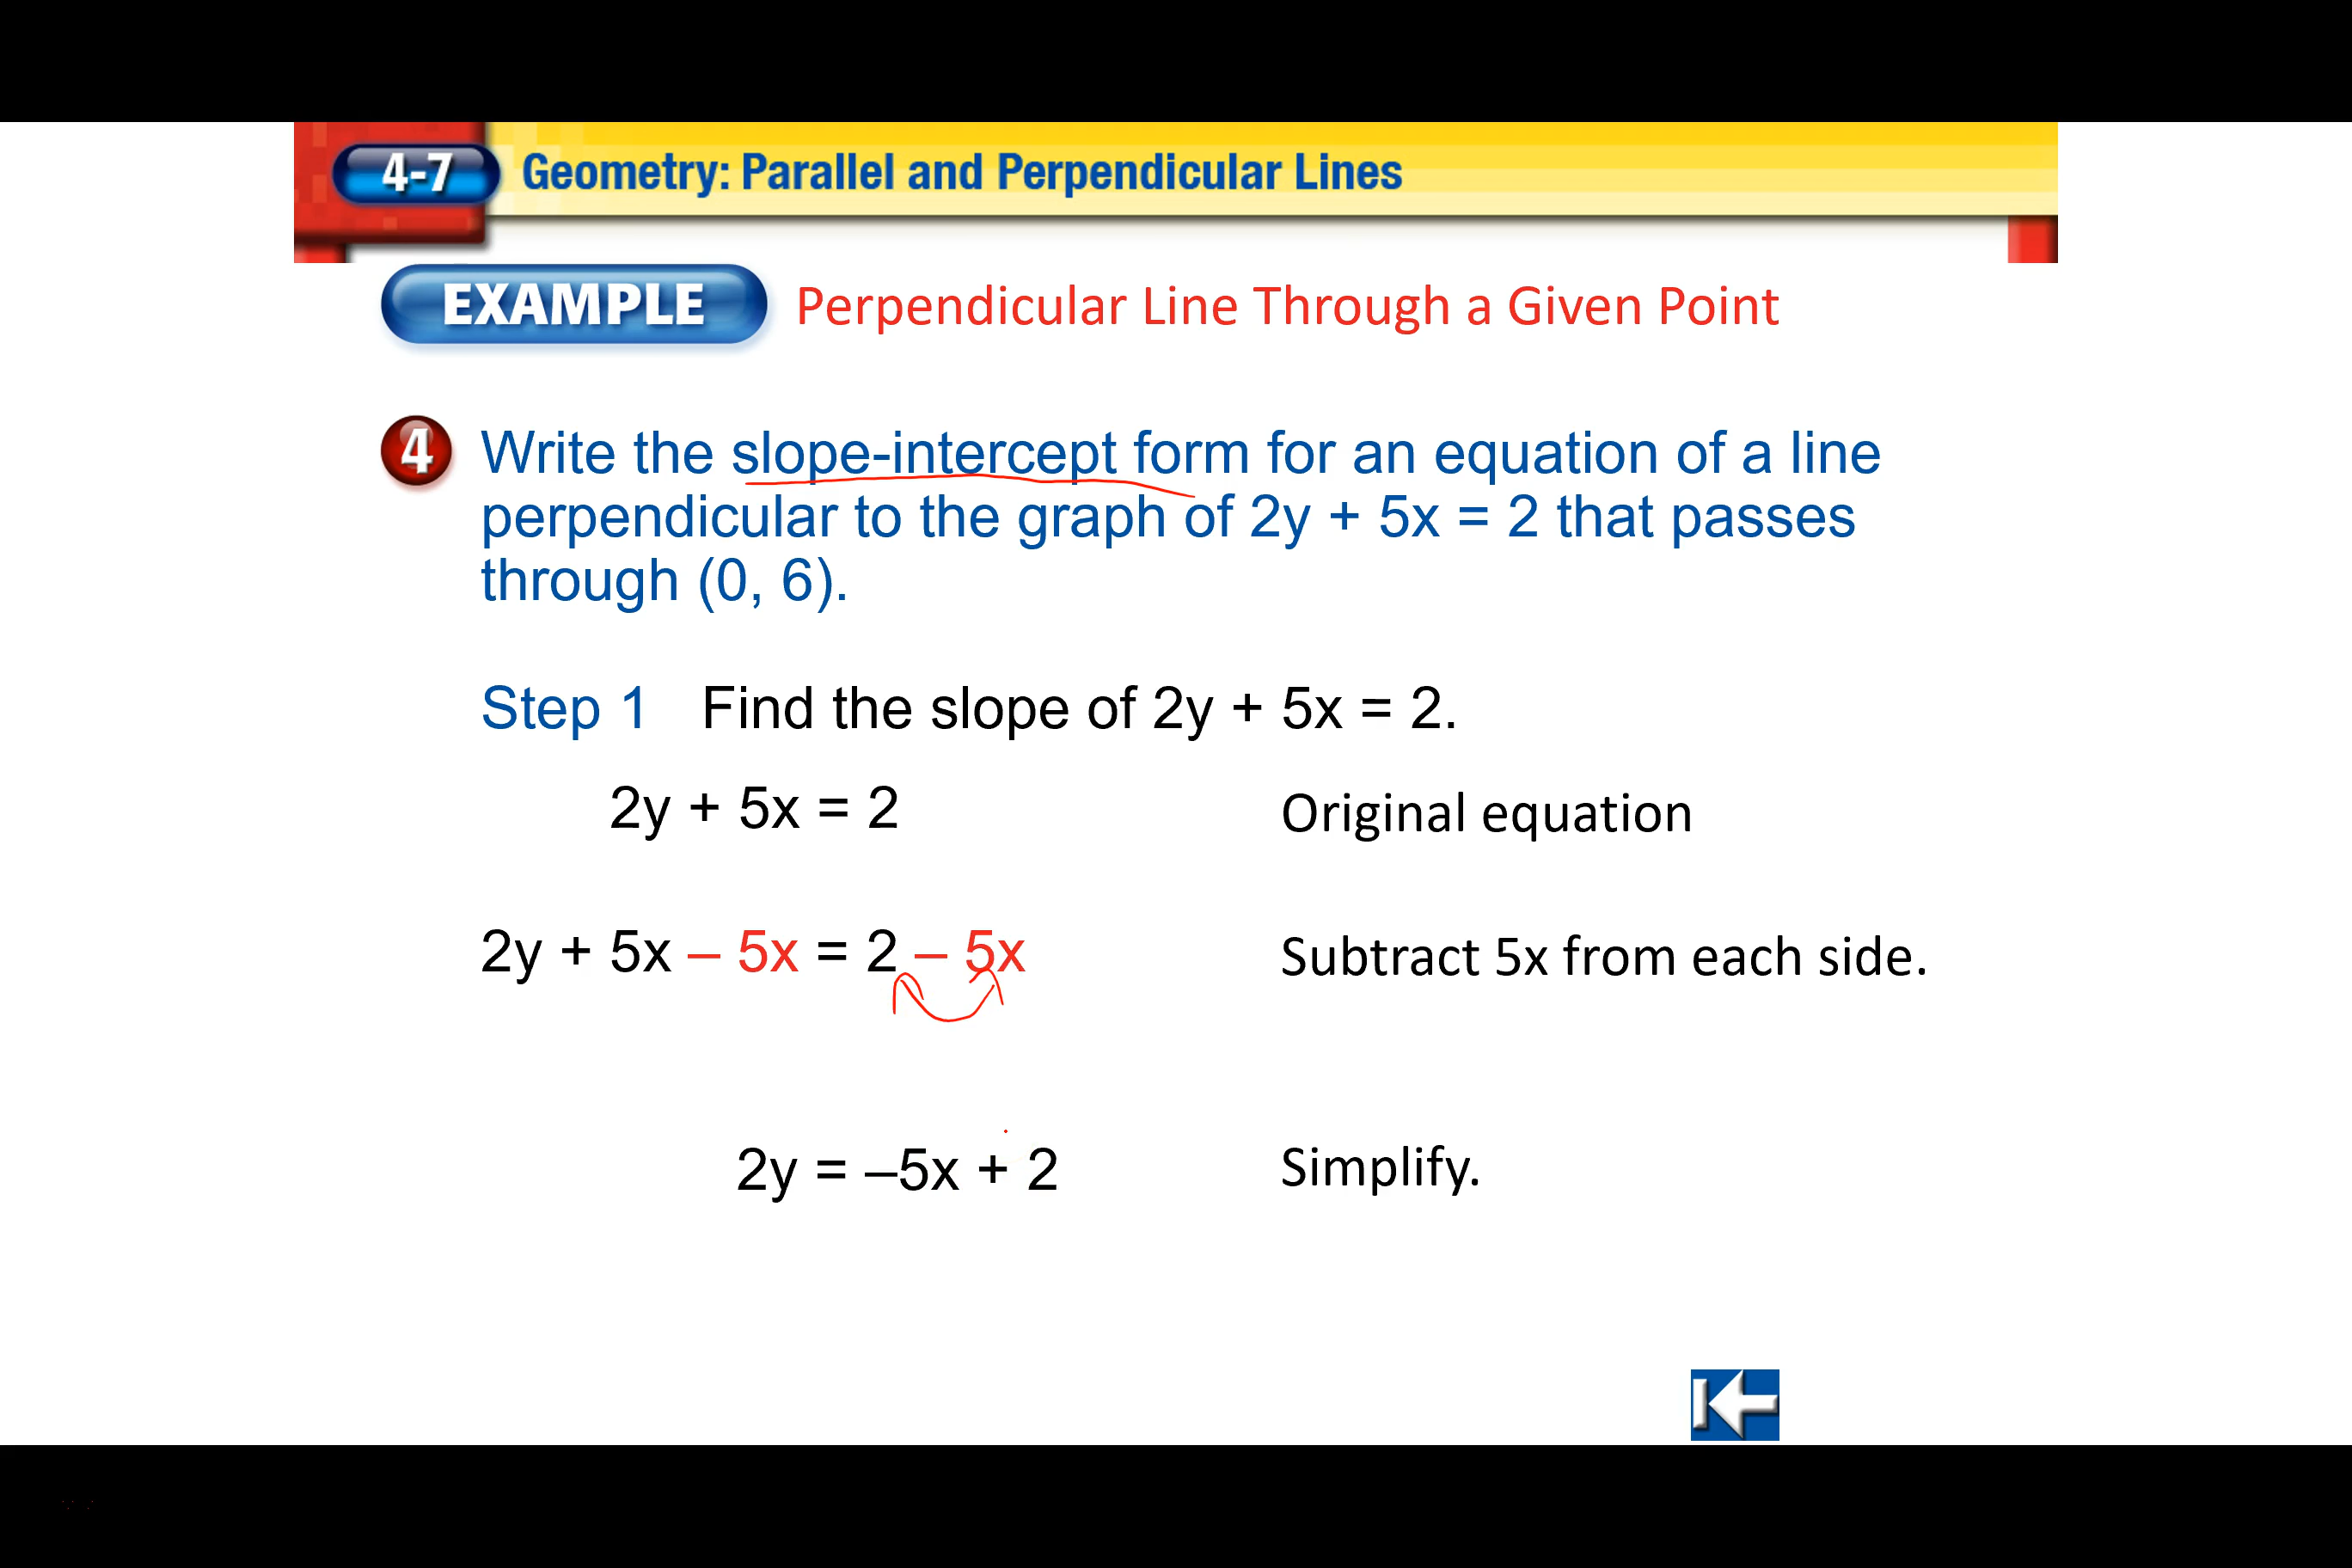 4-7 Geometry: Parallel and Perpendicular Lines
EXAMPLE Perpendicular Line Through a Given Point
4 Write the slope-intercept form for an equation of a line
perpendicular to the graph of 2y + 5x = 2 that passes
through (0, 6).
Step 1 Find the slope of 2y + 5x = 2.
2y + 5x = 2 Original equation
2y + 5x – 5x = 2 – 5x Subtract 5x from each side.
2y = –5x + 2 Simplify.